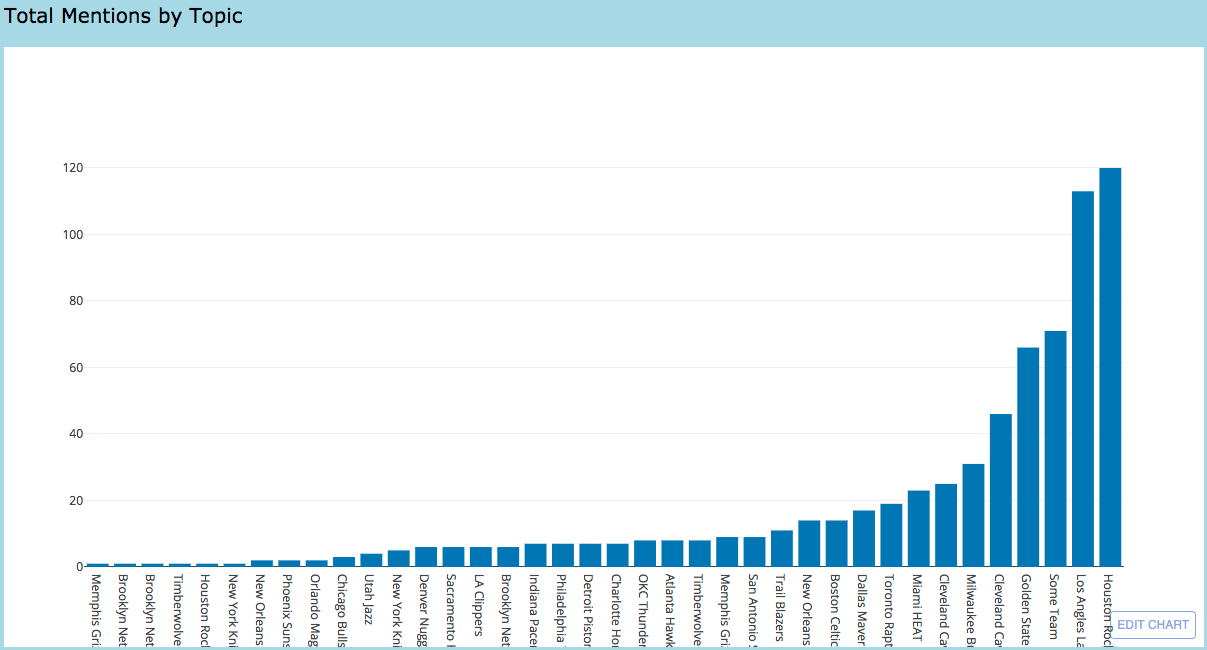 Total Mentions by Topic
120
100
80
60
40
20
0
Memphis Gri
Brooklyn Net
Brooklyn Net
Timberwolve
Houston Roc
New York Kni
New Orleans
Phoenix Suns
Orlando Mag
Chicago Bulls
Utah Jazz
New York Kni
Denver Nugg
Sacramento
LA Clippers
Brooklyn Net
Indiana Pacer
Philadelphia
Detroit Pistor
Charlotte Hor
OKC Thunder
Atlanta Hawk
Timberwolve
Memphis Gri
San Antonio
Trail Blazers
New Orleans
Boston Celtic
Dallas Maver
Toronto Rapt
Miami HEAT
Cleveland Ca
Milwaukee B
Cleveland Ca
Golden State
Some Team
Los Angles La
Houston Roc
EDIT CHART